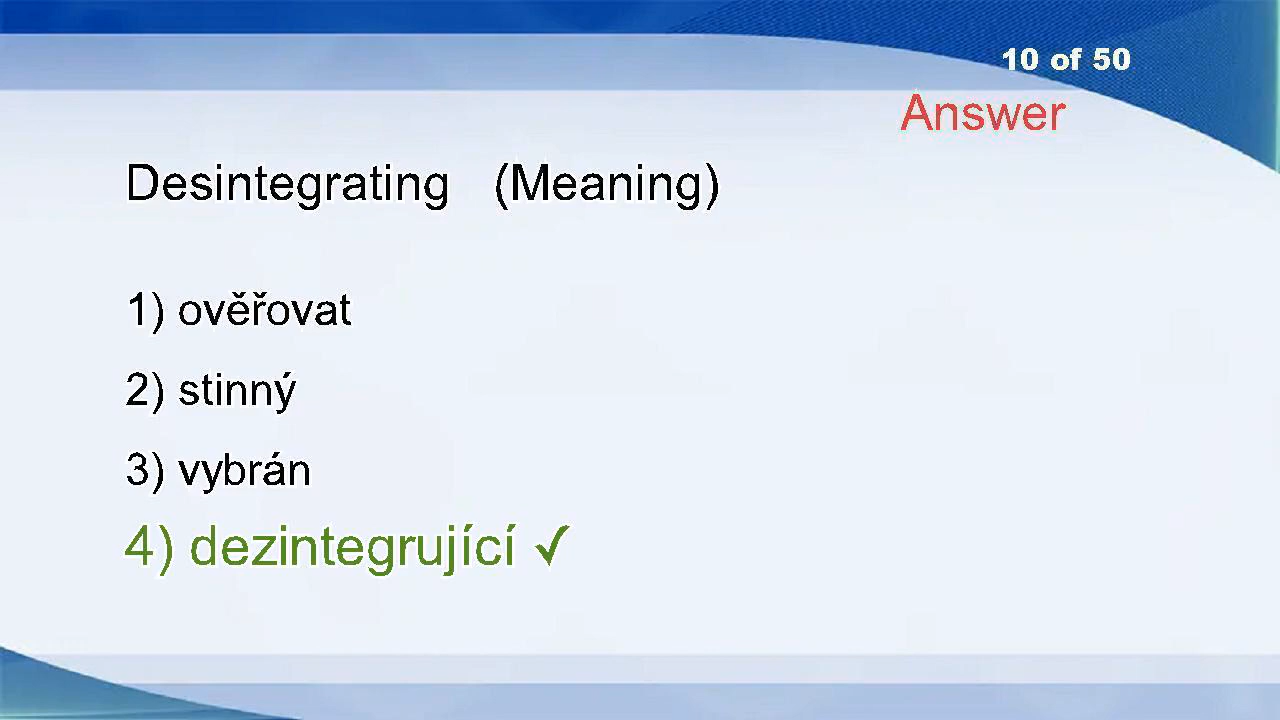 10 of 50
Answer
Desintegrating (Meaning)
1) ověřovat
2) stinný
3) vybrán
4) dezintegrující ✓